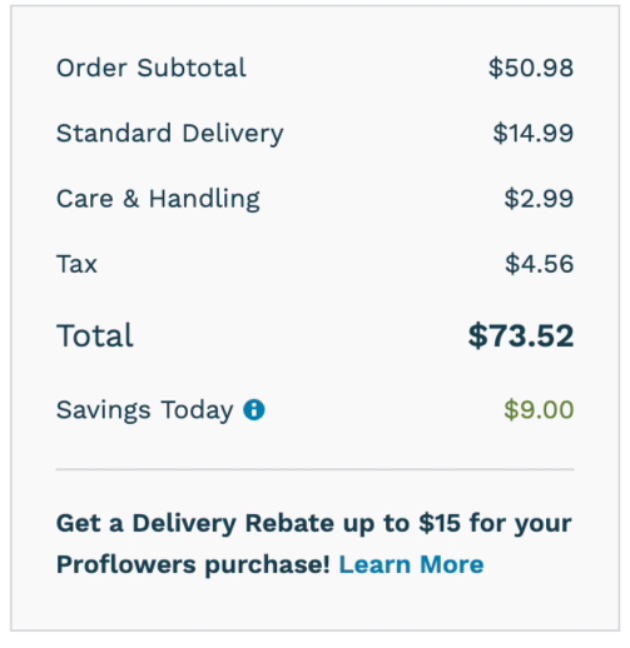 Order Subtotal $50.98
Standard Delivery $14.99
Care & Handling $2.99
Tax $4.56
Total $73.52
Savings Today $9.00
Get a Delivery Rebate up to $15 for your
Proflowers purchase! Learn More